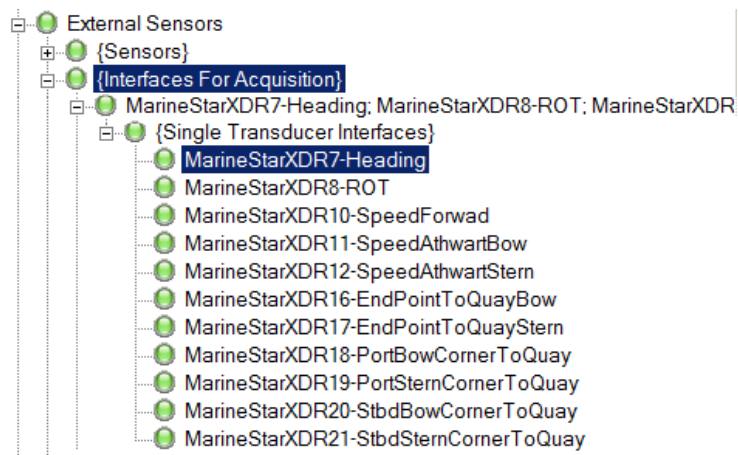 External Sensors
{Sensors}
{Interfaces For Acquisition}
MarineStarXDR7-Heading; MarineStarXDR8-ROT; MarineStarXDR
{Single Transducer Interfaces}
MarineStarXDR7-Heading
MarineStarXDR8-ROT
MarineStarXDR10-SpeedForwad
MarineStarXDR11-SpeedAthwartBow
MarineStarXDR12-SpeedAthwartStern
MarineStarXDR16-EndPointToQuayBow
MarineStarXDR17-EndPointToQuayStern
MarineStarXDR18-PortBowCornerToQuay
MarineStarXDR19-PortSternCornerToQuay
MarineStarXDR20-StbdBowCornerToQuay
MarineStarXDR21-StbdSternCornerToQuay